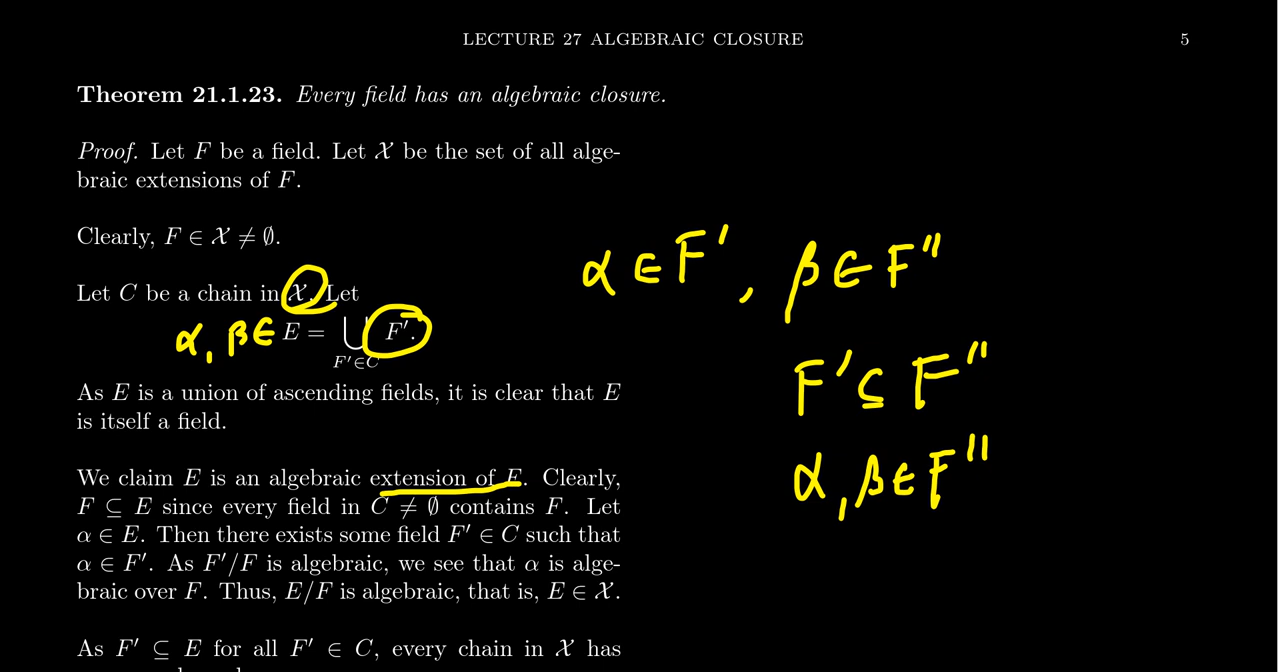 LECTURE 27 ALGEBRAIC CLOSURE 5
Theorem 21.1.23. Every field has an algebraic closure.
Proof. Let F be a field. Let 𝒳 be the set of all alge-
braic extensions of F.
Clearly, F ∈ 𝒳 ≠ ∅.
α ∈ F′, β ∈ F″
Let C be a chain in 𝒳. Let
α, β ∈ E = ⋃ F′.
F′∈C
F′ ⊆ F″
As E is a union of ascending fields, it is clear that E
is itself a field.
α, β ∈ F″
We claim E is an algebraic extension of F. Clearly,
F ⊆ E since every field in C ≠ ∅ contains F. Let
α ∈ E. Then there exists some field F′ ∈ C such that
α ∈ F′. As F′/F is algebraic, we see that α is alge-
braic over F. Thus, E/F is algebraic, that is, E ∈ 𝒳.
As F′ ⊆ E for all F′ ∈ C, every chain in 𝒳 has